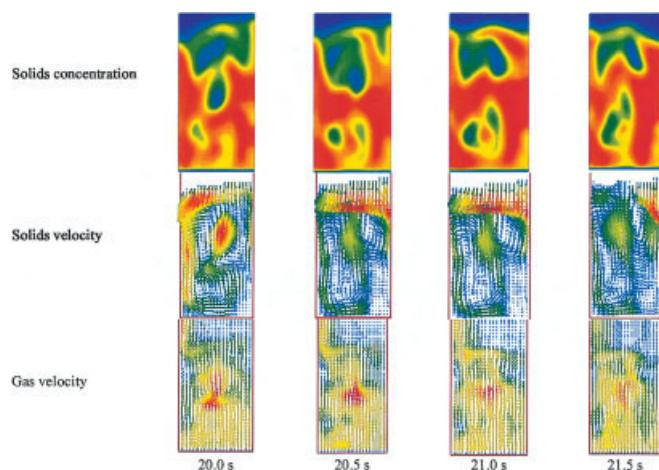 Solids concentration
Solids velocity
Gas velocity
20.0 s
20.5 s
21.0 s
21.5 s